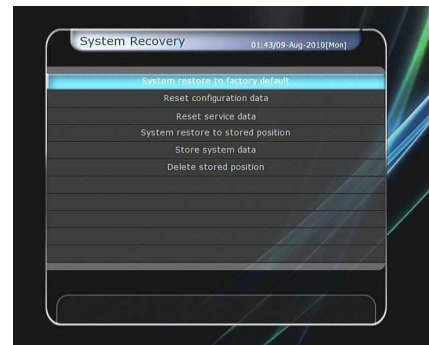 System Recovery
01:43/09-Aug-2010[Mon]
System restore to factory default
Reset configuration data
Reset service data
System restore to stored position
Store system data
Delete stored position